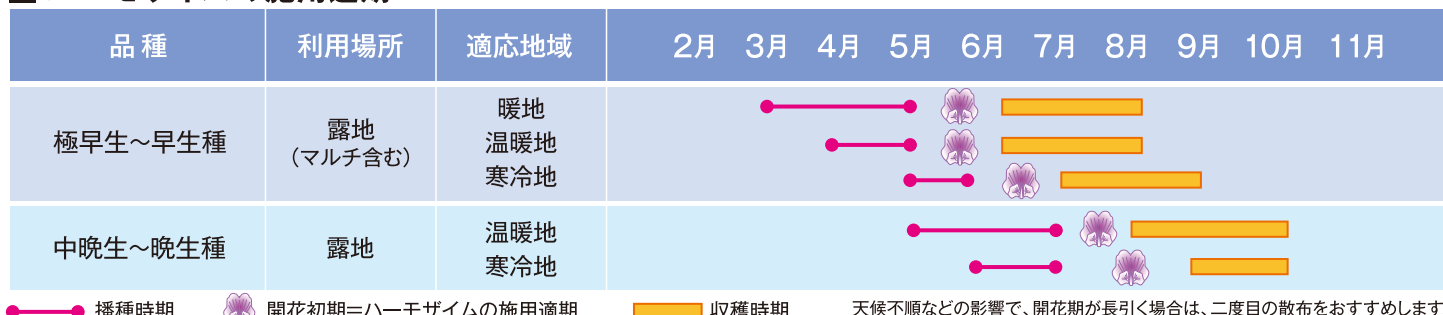 品種 利用場所 適応地域 2月 3月 4月 5月 6月 7月 8月 9月 10月 11月
極早生〜早生種
露地
(マルチ含む)
暖地
温暖地
寒冷地
中晩生〜晩生種
露地
温暖地
寒冷地
播種時期 開花初期=ハーモザイムの施用適期 収穫時期 天候不順などの影響で、開花期が長引く場合は、二度目の散布をおすすめします